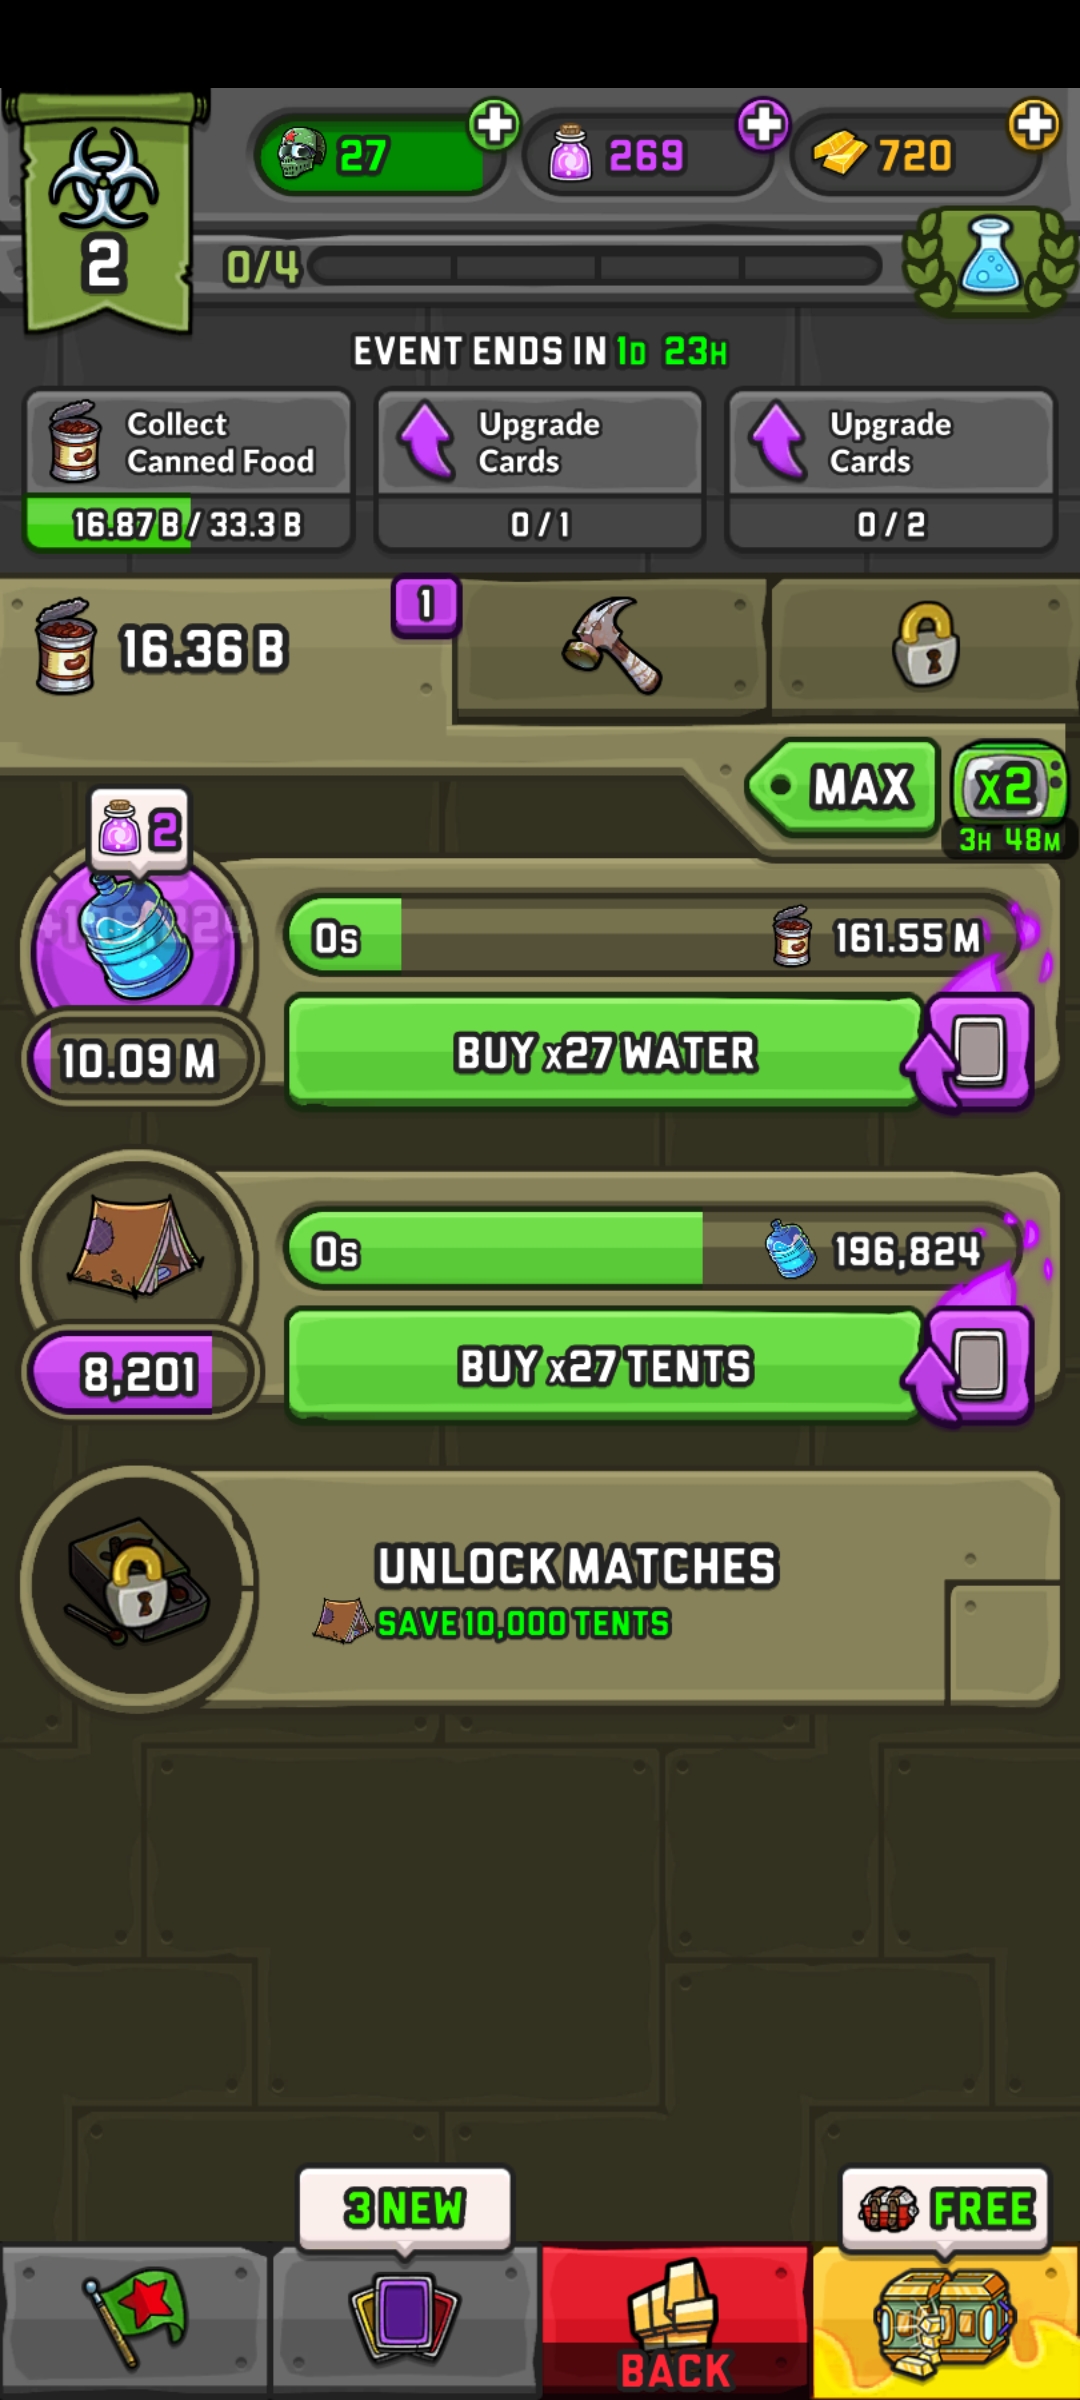 27
269
720
2
0/4
EVENT ENDS IN 1D 23H
Collect
Canned Food
16.87 B / 33.3 B
Upgrade
Cards
0 / 1
Upgrade
Cards
0 / 2
16.36 B
1
MAX
x2
3H 48M
2
0s
161.55 M
10.09 M
BUY x27 WATER
0s
196,824
8,201
BUY x27 TENTS
UNLOCK MATCHES
SAVE 10,000 TENTS
3 NEW
FREE
BACK